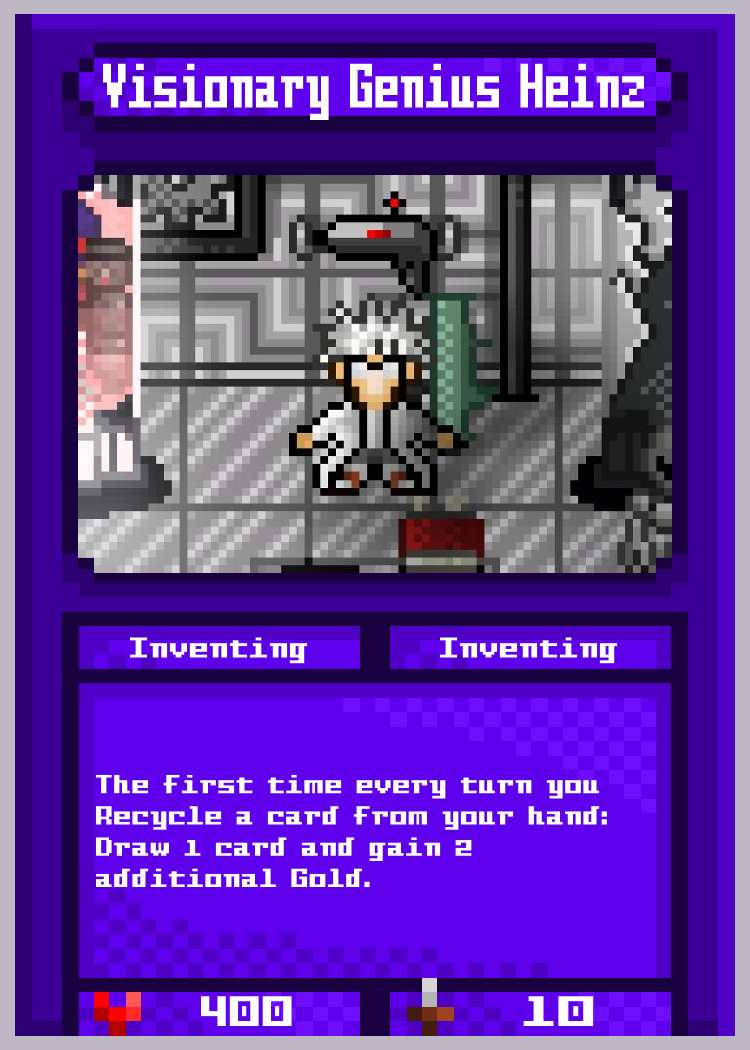 Visionary Genius Heinz
Inventing
Inventing
The first time every turn you
Recycle a card from your hand:
Draw 1 card and gain 2
additional Gold.
400
10